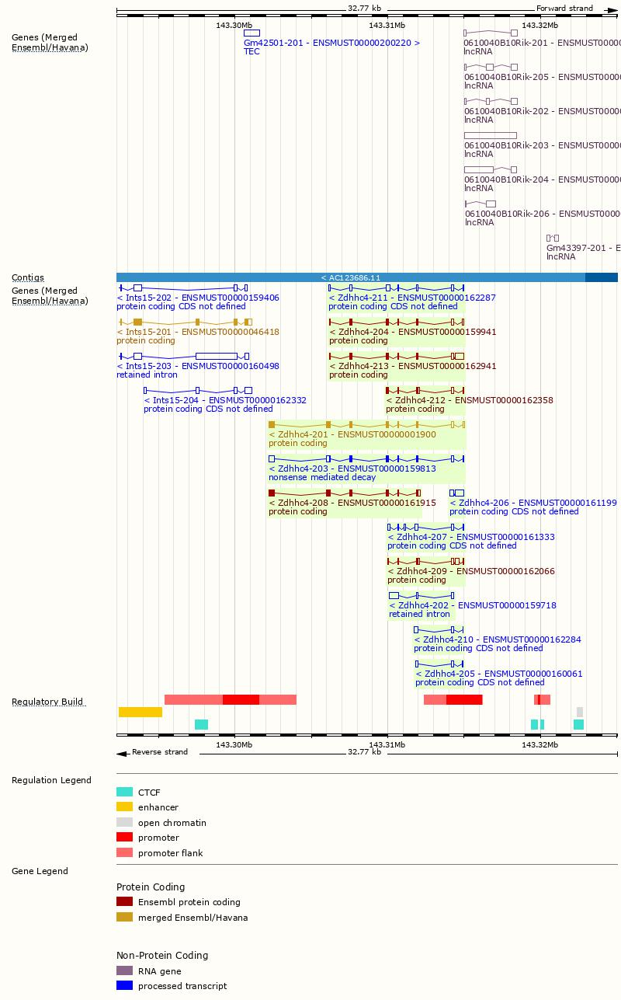 32.77 kb
Forward strand
143.30Mb 143.31Mb 143.32Mb
Genes (Merged
Ensembl/Havana)
Gm42501-201 - ENSMUST00000200220 >
TEC
0610040B10Rik-201 - ENSMUST0000
lncRNA
0610040B10Rik-205 - ENSMUST0000
lncRNA
0610040B10Rik-202 - ENSMUST0000
lncRNA
0610040B10Rik-203 - ENSMUST0000
lncRNA
0610040B10Rik-204 - ENSMUST0000
lncRNA
0610040B10Rik-206 - ENSMUST0000
lncRNA
Gm43397-201 - E
lncRNA
Contigs
< AC123686.11
Genes (Merged
Ensembl/Havana)
< Ints15-202 - ENSMUST00000159406
protein coding CDS not defined
< Zdhhc4-211 - ENSMUST00000162287
protein coding CDS not defined
< Ints15-201 - ENSMUST00000046418
protein coding
< Zdhhc4-204 - ENSMUST00000159941
protein coding
< Ints15-203 - ENSMUST00000160498
retained intron
< Zdhhc4-213 - ENSMUST00000162941
protein coding
< Ints15-204 - ENSMUST00000162332
protein coding CDS not defined
< Zdhhc4-212 - ENSMUST00000162358
protein coding
< Zdhhc4-201 - ENSMUST00000001900
protein coding
< Zdhhc4-203 - ENSMUST00000159813
nonsense mediated decay
< Zdhhc4-208 - ENSMUST00000161915
protein coding
< Zdhhc4-206 - ENSMUST00000161199
protein coding CDS not defined
< Zdhhc4-207 - ENSMUST00000161333
protein coding CDS not defined
< Zdhhc4-209 - ENSMUST00000162066
protein coding
< Zdhhc4-202 - ENSMUST00000159718
retained intron
< Zdhhc4-210 - ENSMUST00000162284
protein coding CDS not defined
< Zdhhc4-205 - ENSMUST00000160061
protein coding CDS not defined
Regulatory Build
143.30Mb 143.31Mb 143.32Mb
Reverse strand
32.77 kb
Regulation Legend
CTCF
enhancer
open chromatin
promoter
promoter flank
Gene Legend
Protein Coding
Ensembl protein coding
merged Ensembl/Havana
Non-Protein Coding
RNA gene
processed transcript